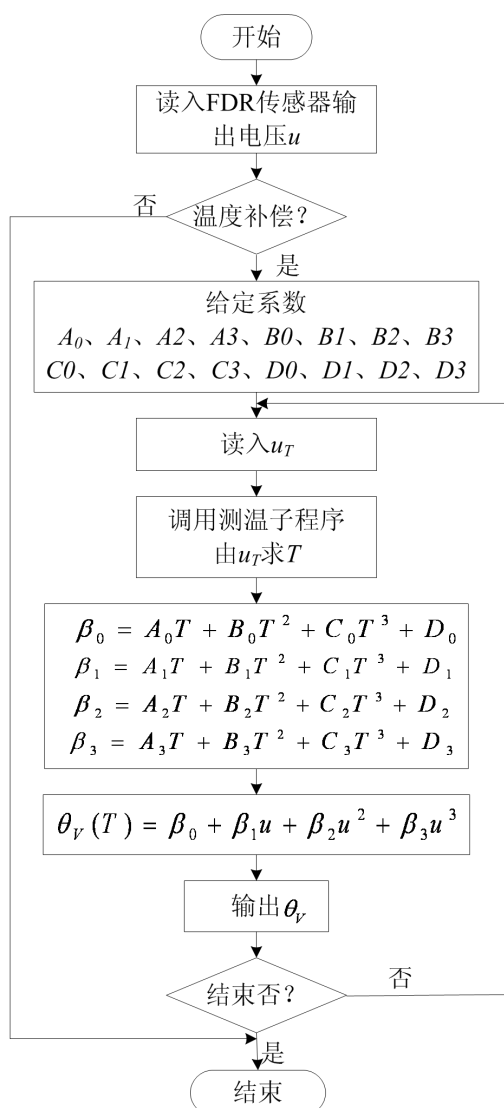 开始
读入FDR传感器输
出电压u
否
温度补偿？
是
给定系数
A₀、A₁、A2、A3、B0、B1、B2、B3
C0、C1、C2、C3、D0、D1、D2、D3
读入u_T
调用测温子程序
由u_T求T
β₀ = A₀T + B₀T² + C₀T³ + D₀
β₁ = A₁T + B₁T² + C₁T³ + D₁
β₂ = A₂T + B₂T² + C₂T³ + D₂
β₃ = A₃T + B₃T² + C₃T³ + D₃
θ_V(T) = β₀ + β₁u + β₂u² + β₃u³
输出θ_V
结束否？
否
是
结束